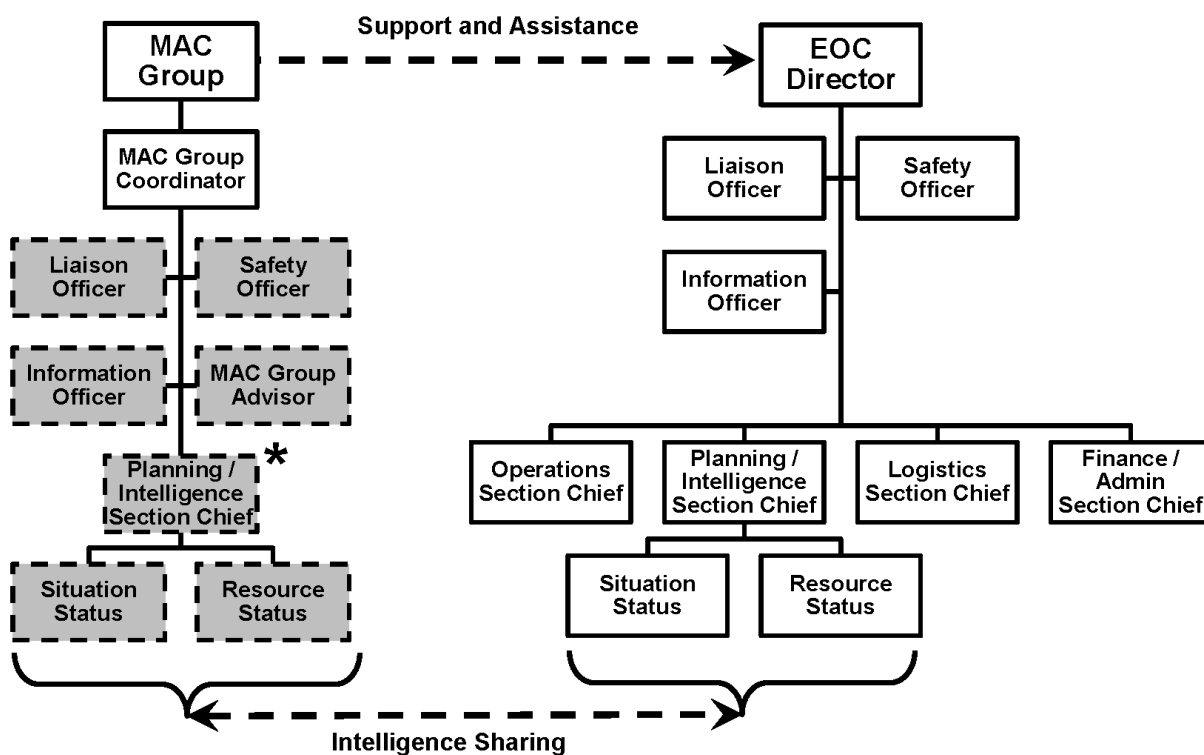 Support and Assistance
MAC
Group
EOC
Director
MAC Group
Coordinator
Liaison
Officer
Safety
Officer
Liaison
Officer
Safety
Officer
Information
Officer
Information
Officer
MAC Group
Advisor
*
Planning /
Intelligence
Section Chief
Operations
Section Chief
Planning /
Intelligence
Section Chief
Logistics
Section Chief
Finance /
Admin
Section Chief
Situation
Status
Resource
Status
Situation
Status
Resource
Status
Intelligence Sharing